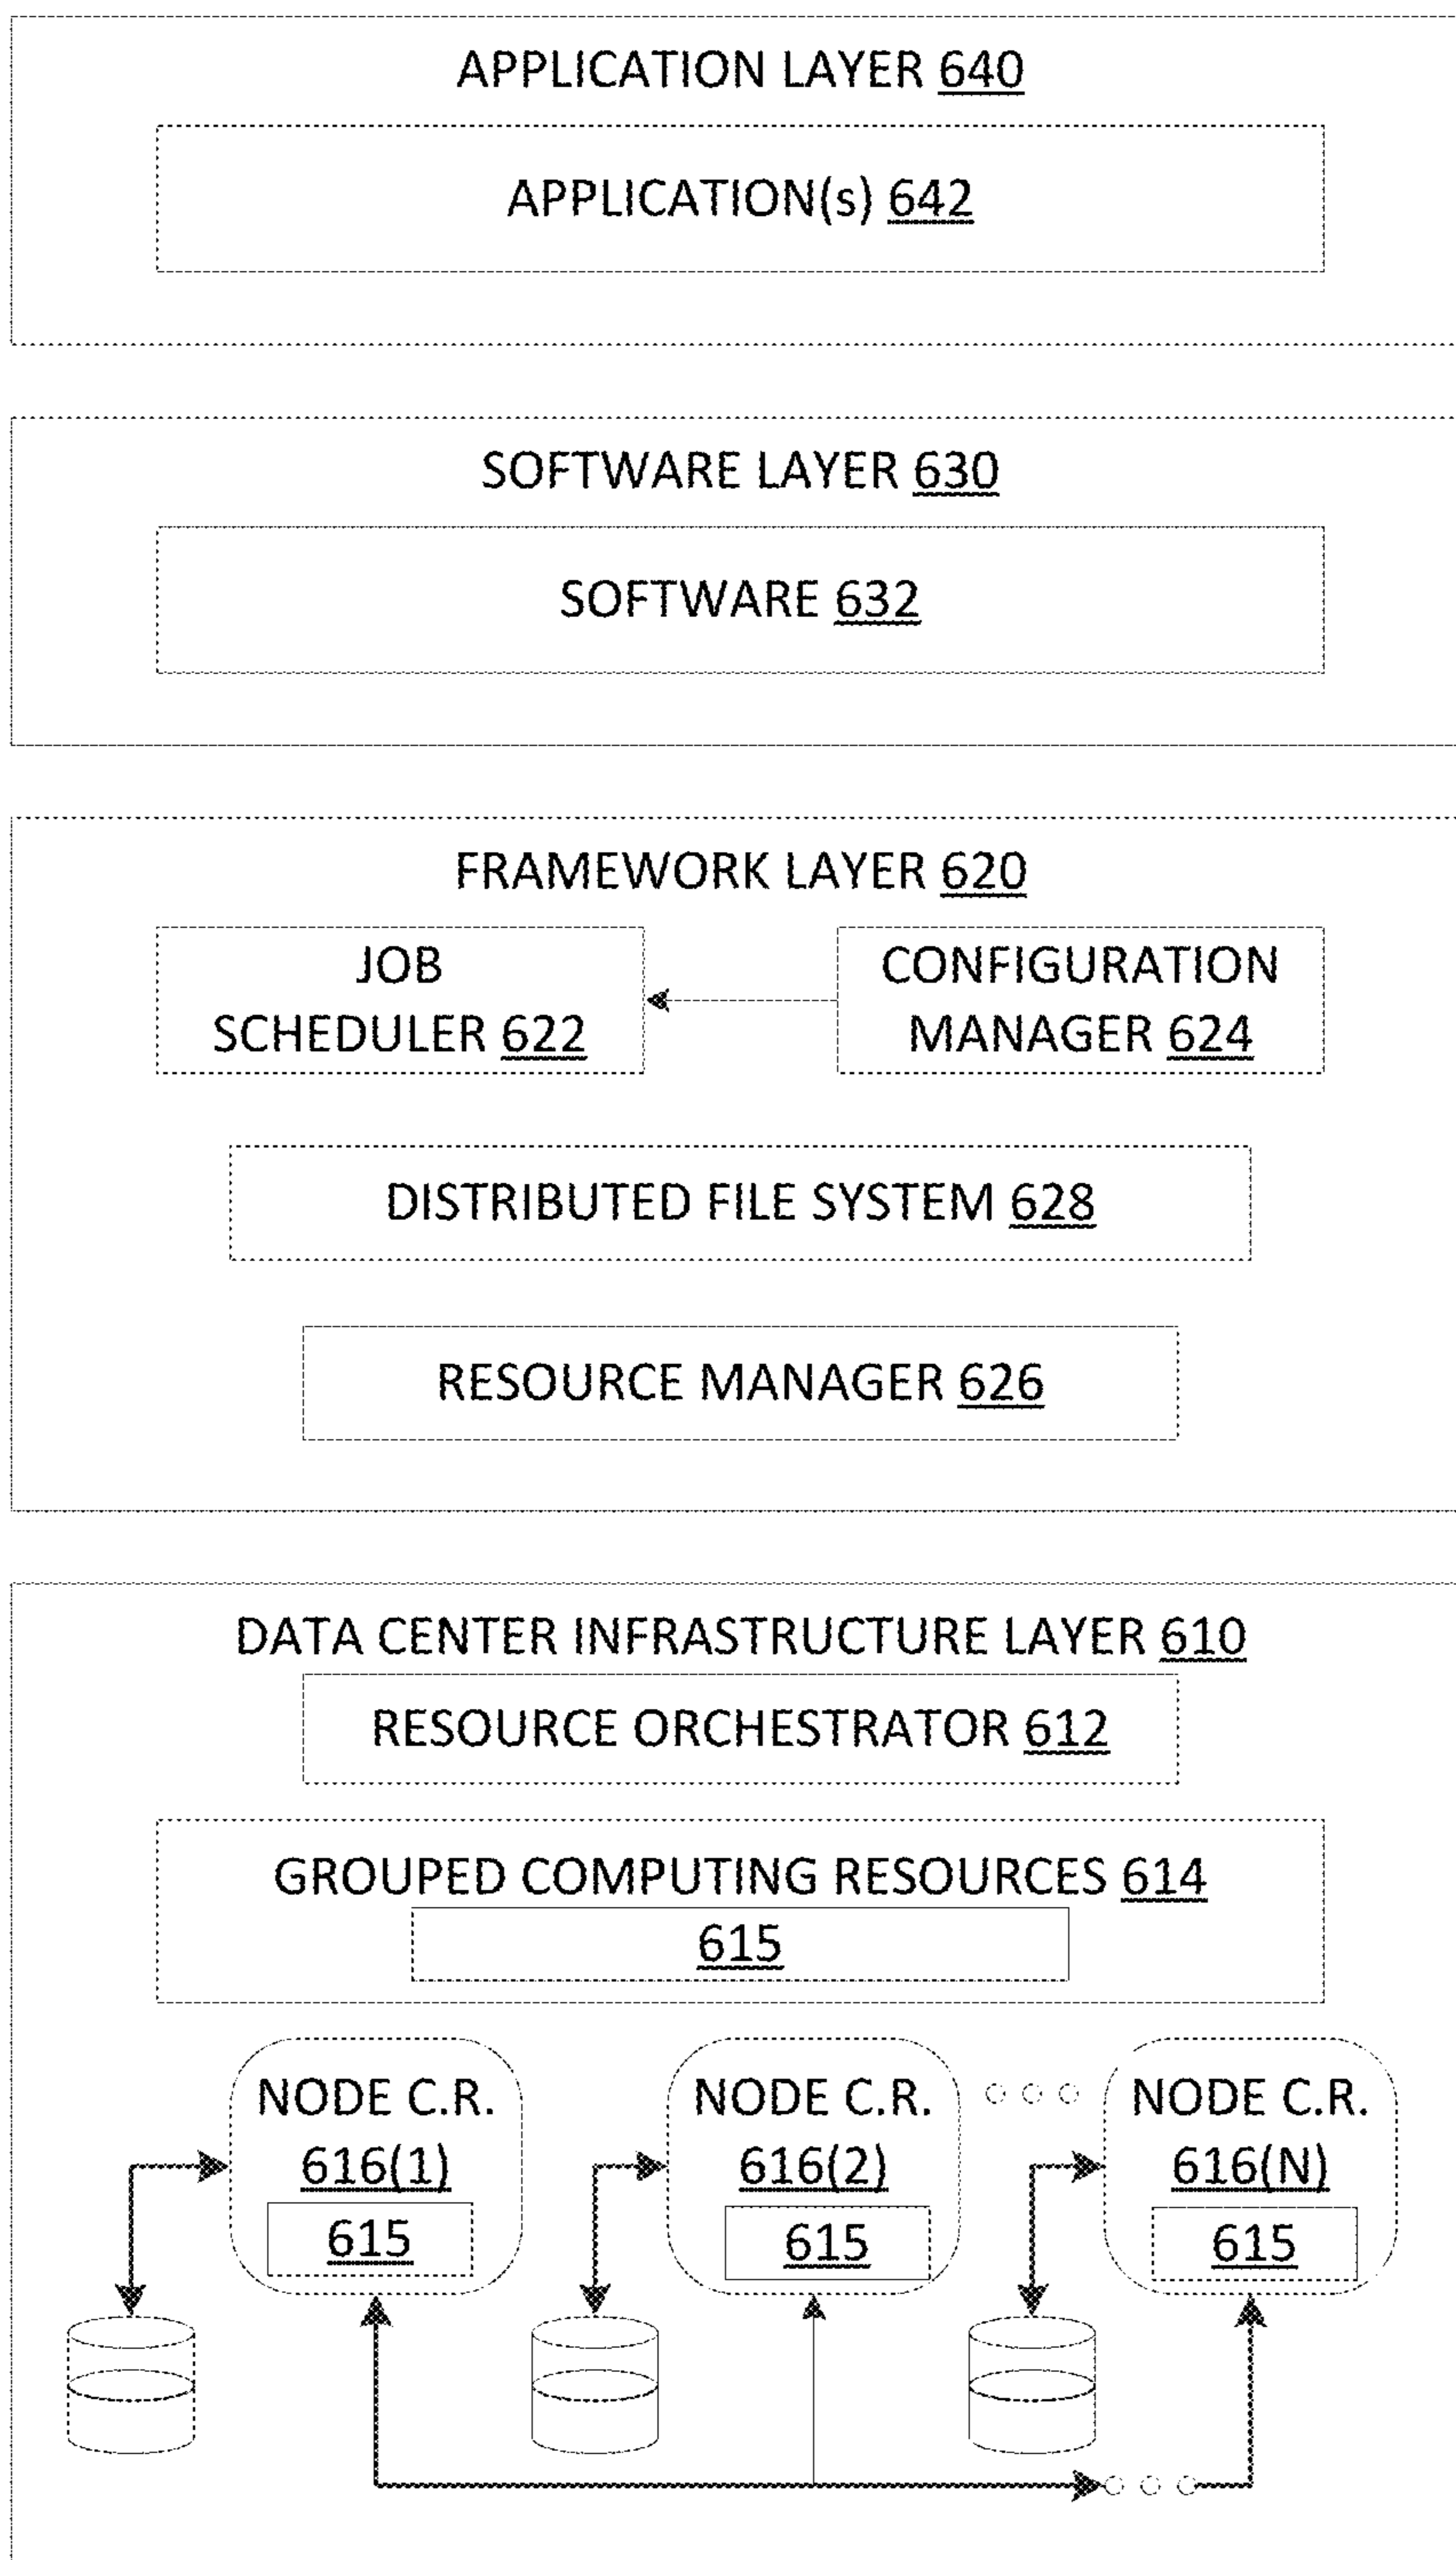 APPLICATION LAYER 640
APPLICATION(s) 642
SOFTWARE LAYER 630
SOFTWARE 632
FRAMEWORK LAYER 620
JOB
SCHEDULER 622
CONFIGURATION
MANAGER 624
DISTRIBUTED FILE SYSTEM 628
RESOURCE MANAGER 626
DATA CENTER INFRASTRUCTURE LAYER 610
RESOURCE ORCHESTRATOR 612
GROUPED COMPUTING RESOURCES 614
615
NODE C.R.
616(1)
615
NODE C.R.
616(2)
615
NODE C.R.
616(N)
615